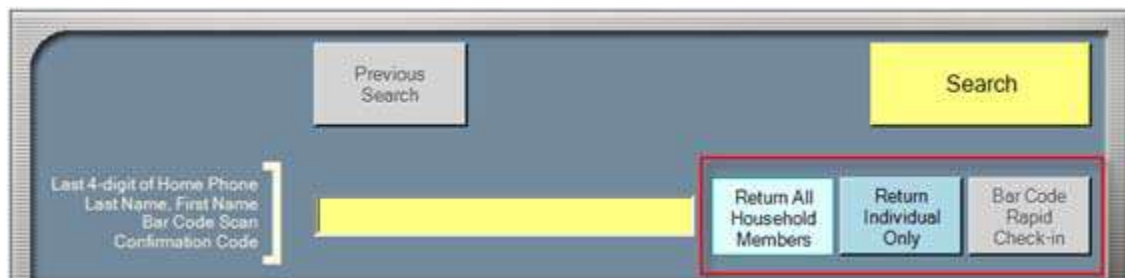 Previous
Search
Search
Last 4-digit of Home Phone
Last Name, First Name
Bar Code Scan
Confirmation Code
Return All
Household
Members
Return
Individual
Only
Bar Code
Rapid
Check-in